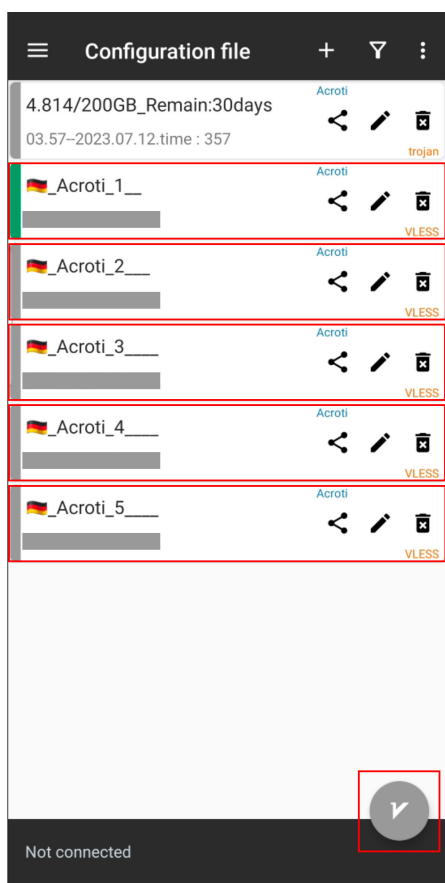 Configuration file
Acroti
4.814/200GB_Remain:30days
03.57--2023.07.12.time : 357
trojan
Acroti
🇩🇪_Acroti_1__
VLESS
Acroti
🇩🇪_Acroti_2___
VLESS
Acroti
🇩🇪_Acroti_3____
VLESS
Acroti
🇩🇪_Acroti_4____
VLESS
Acroti
🇩🇪_Acroti_5____
VLESS
Not connected